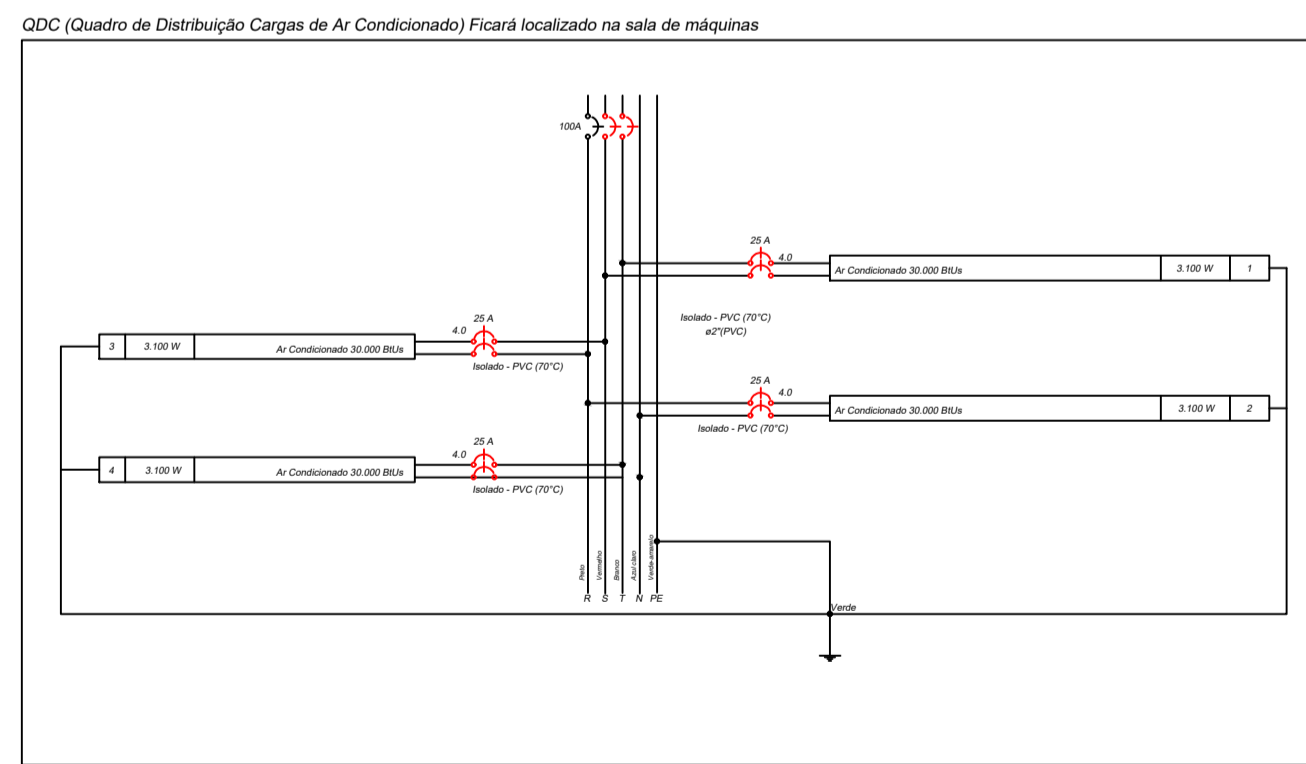 QDC (Quadro de Distribuição Cargas de Ar Condicionado) Ficará localizado na sala de máquinas
100A
25 A
4.0
Ar Condicionado 30.000 BtUs 3.100 W 1
Isolado - PVC (70°C)
ø2"(PVC)
25 A
4.0
3 3.100 W Ar Condicionado 30.000 BtUs
Isolado - PVC (70°C)
25 A
4.0
Ar Condicionado 30.000 BtUs 3.100 W 2
Isolado - PVC (70°C)
25 A
4.0
4 3.100 W Ar Condicionado 30.000 BtUs
Isolado - PVC (70°C)
Preto
Vermelho
Branco
Azul claro
Verde-amarelo
R S T N PE
Verde